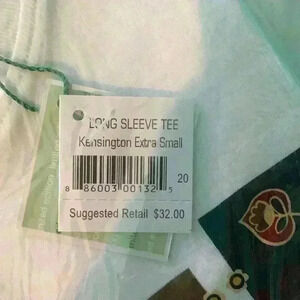 LONG SLEEVE TEE
Kensington Extra Small
20
8 86003 00132 5
Suggested Retail $32.00